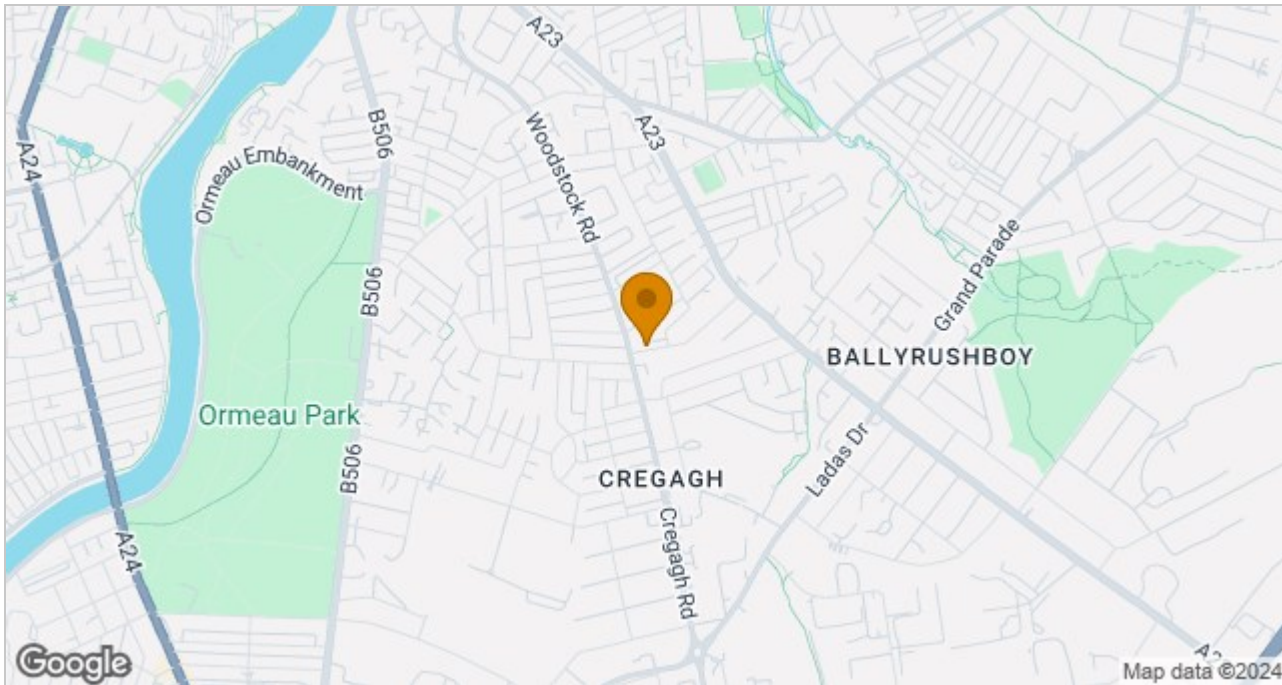 A23
A24
B506
A23
Woodstock Rd
Ormeau Embankment
B506
Grand Parade
BALLYRUSHBOY
Ormeau Park
Ladas Dr
B506
CREGAGH
A24
Cregagh Rd
Google
Map data ©2024